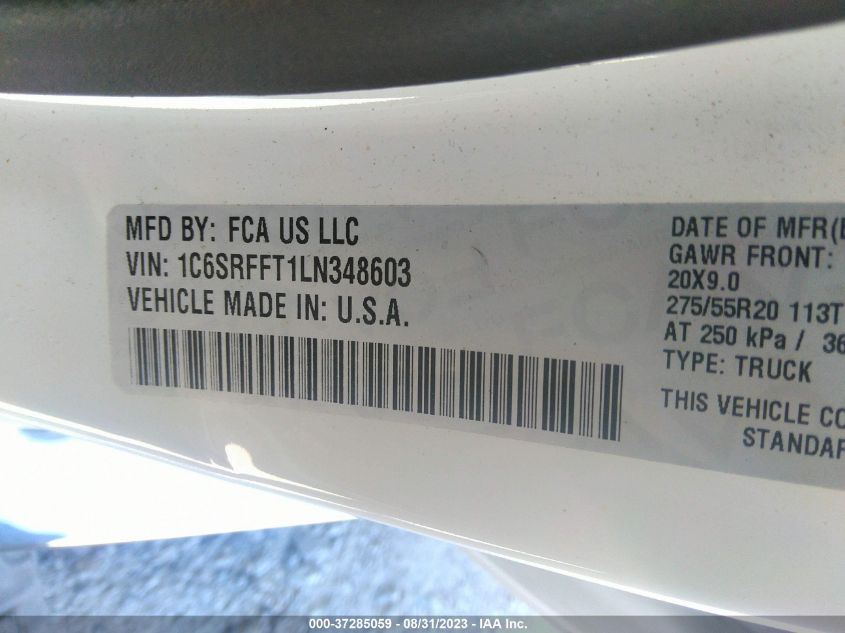 MFD BY: FCA US LLC
VIN: 1C6SRFFT1LN348603
VEHICLE MADE IN: U.S.A.
DATE OF MFR(
GAWR FRONT:
20X9.0
275/55R20 113T
AT 250 kPa / 36
TYPE: TRUCK
THIS VEHICLE CO
STANDAR
000-37285059 - 08/31/2023 - © IAA Inc.